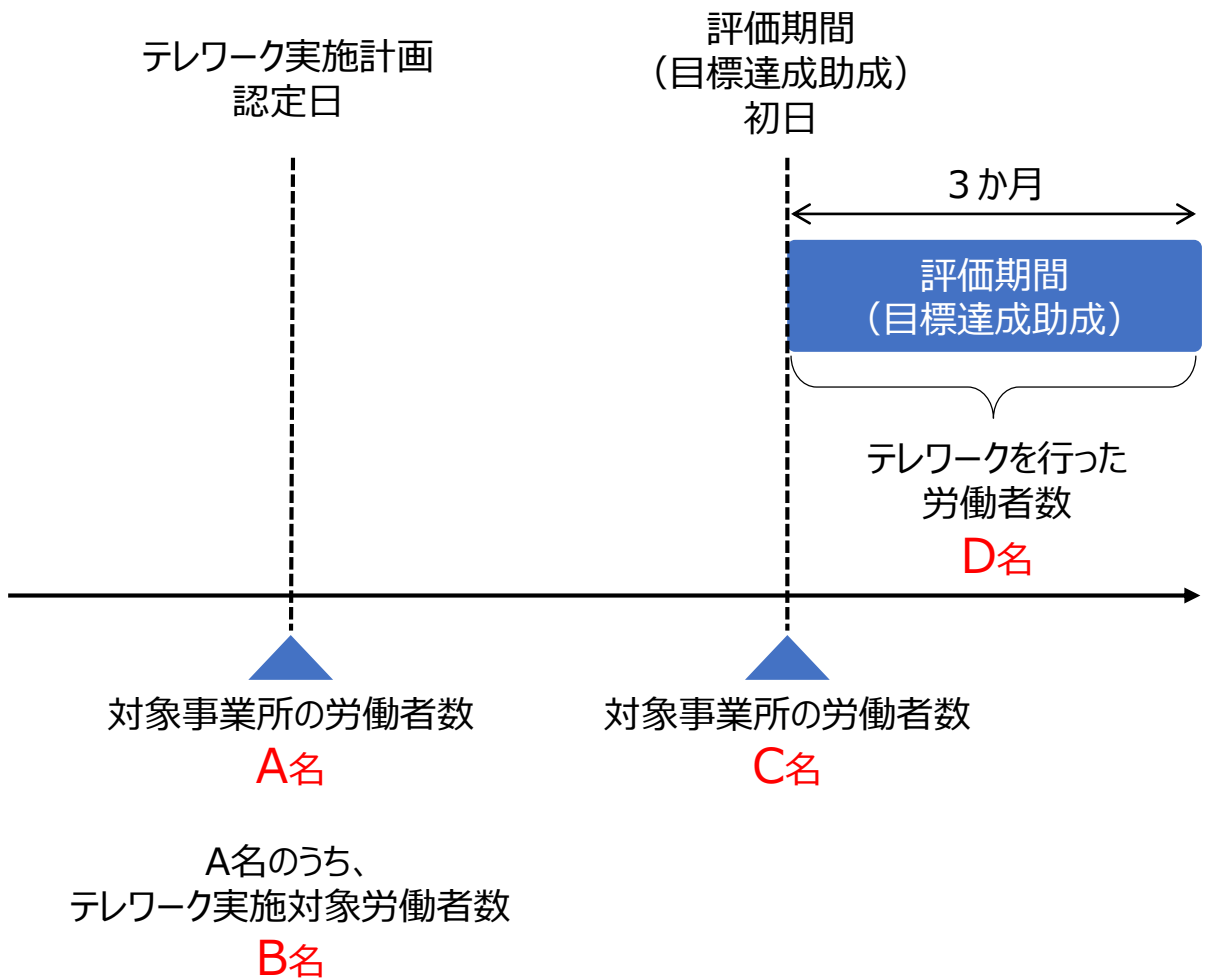 テレワーク実施計画
認定日
評価期間
（目標達成助成）
初日
３か月
評価期間
（目標達成助成）
テレワークを行った
労働者数
D名
対象事業所の労働者数
A名
対象事業所の労働者数
C名
A名のうち、
テレワーク実施対象労働者数
B名